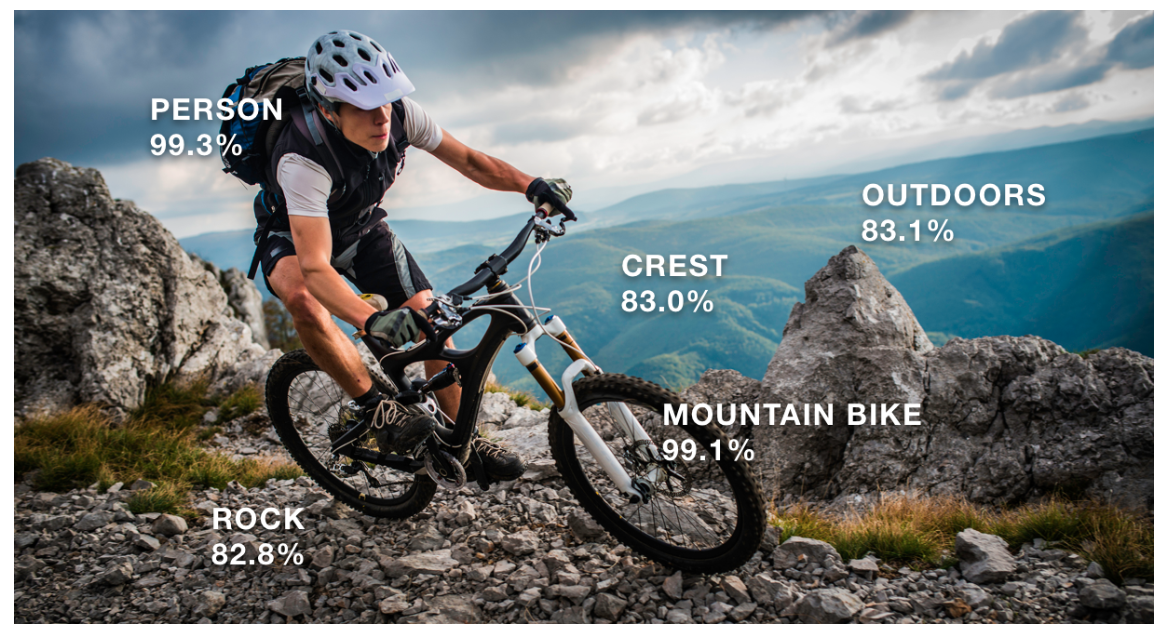 PERSON
99.3%
OUTDOORS
83.1%
CREST
83.0%
MOUNTAIN BIKE
99.1%
ROCK
82.8%